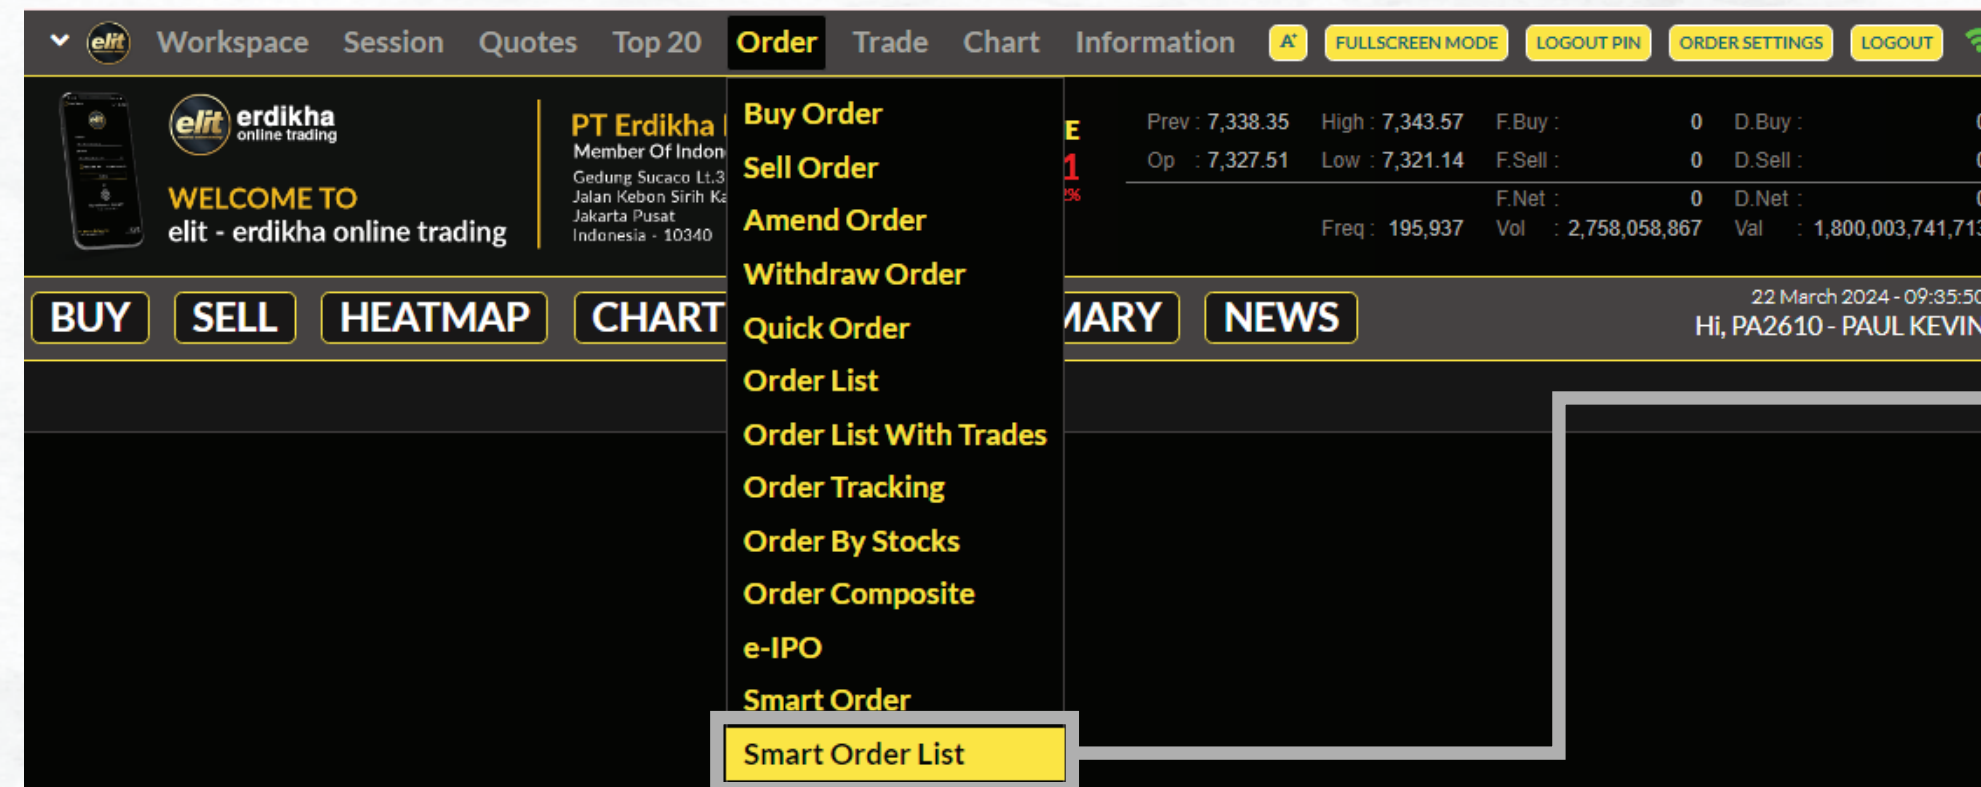 elit Workspace Session Quotes Top 20 Order Trade Chart Information A+ FULLSCREEN MODE LOGOUT PIN ORDER SETTINGS LOGOUT
elit erdikha
online trading
WELCOME TO
elit - erdikha online trading
PT Erdikha
Member Of Indon
Gedung Sucaco Lt.3
Jalan Kebon Sirih Ka
Jakarta Pusat
Indonesia - 10340
E
1
%
Prev : 7,338.35 High : 7,343.57 F.Buy : 0 D.Buy :
Op : 7,327.51 Low : 7,321.14 F.Sell : 0 D.Sell :
F.Net : 0 D.Net :
Freq : 195,937 Vol : 2,758,058,867 Val : 1,800,003,741,713
BUY SELL HEATMAP CHART MARY NEWS
22 March 2024 - 09:35:50
Hi, PA2610 - PAUL KEVIN
Buy Order
Sell Order
Amend Order
Withdraw Order
Quick Order
Order List
Order List With Trades
Order Tracking
Order By Stocks
Order Composite
e-IPO
Smart Order
Smart Order List